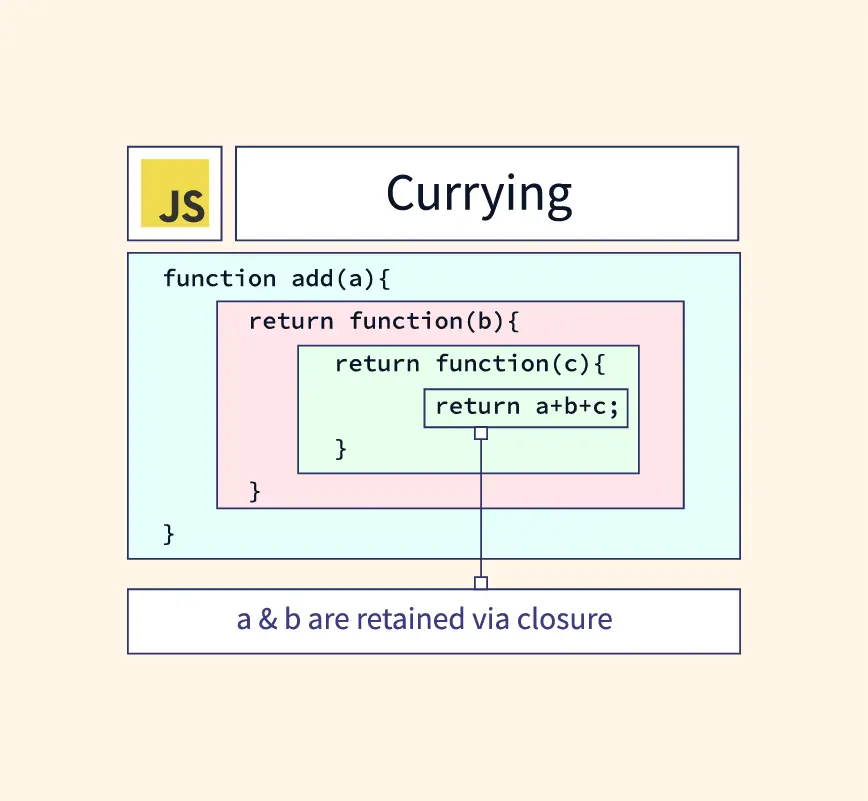 JS
Currying
function add(a){
return function(b){
return function(c){
return a+b+c;
}
}
}
a & b are retained via closure